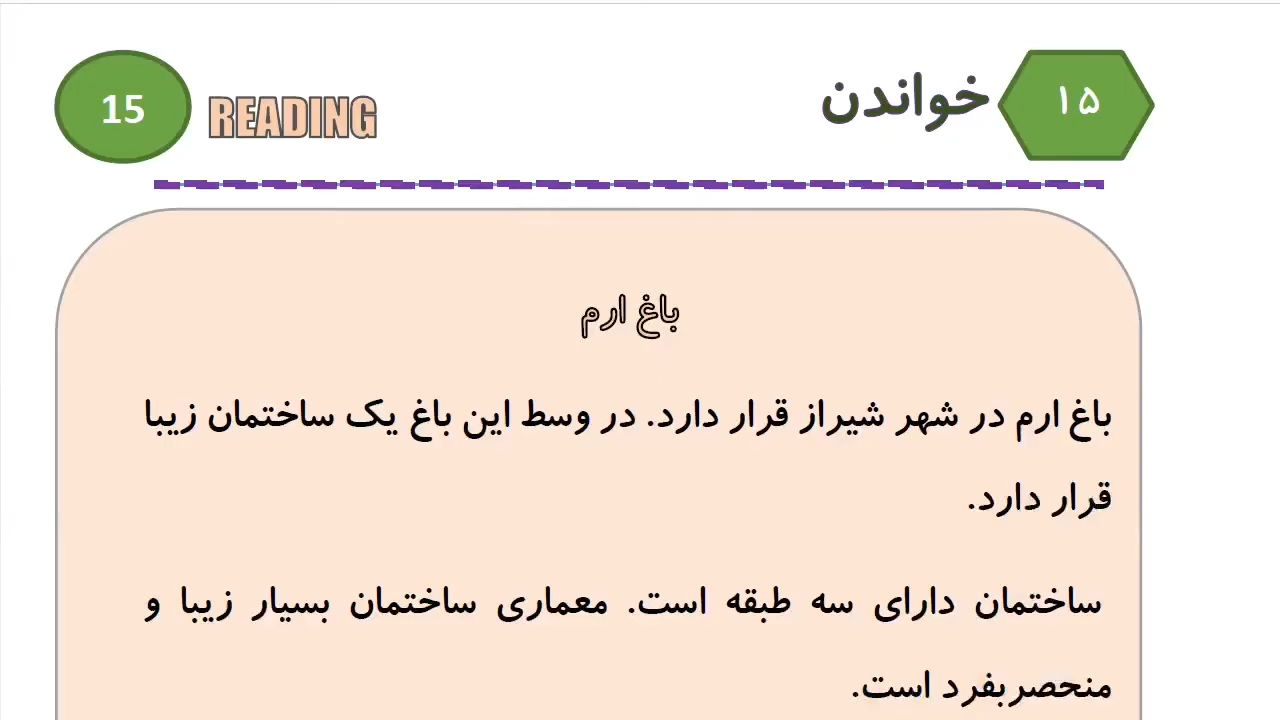 ۱۵ خواندن
READING 15
باغ ارم
باغ ارم در شهر شیراز قرار دارد. در وسط این باغ یک ساختمان زیبا
قرار دارد.
ساختمان دارای سه طبقه است. معماری ساختمان بسیار زیبا و
منحصربفرد است.